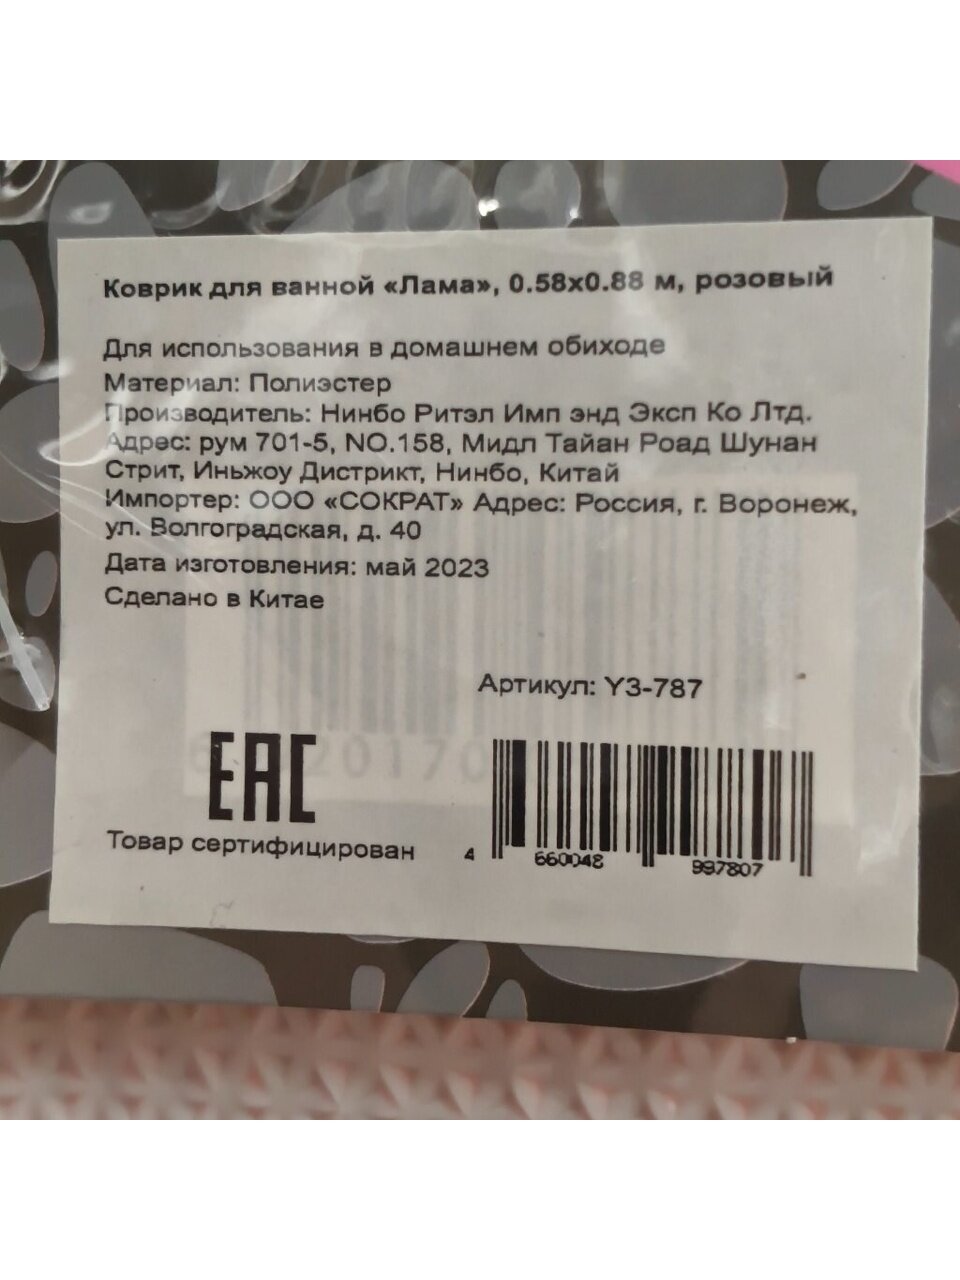 Коврик для ванной «Лама», 0.58х0.88 м, розовый
Для использования в домашнем обиходе
Материал: Полиэстер
Производитель: Нинбо Ритэл Имп энд Эксп Ко Лтд.
Адрес: рум 701-5, NO.158, Мидл Тайан Роад Шунан
Стрит, Иньжоу Дистрикт, Нинбо, Китай
Импортер: ООО «СОКРАТ» Адрес: Россия, г. Воронеж,
ул. Волгоградская, д. 40
Дата изготовления: май 2023
Сделано в Китае
Артикул: Y3-787
EAC
Товар сертифицирован
4 660048 997807